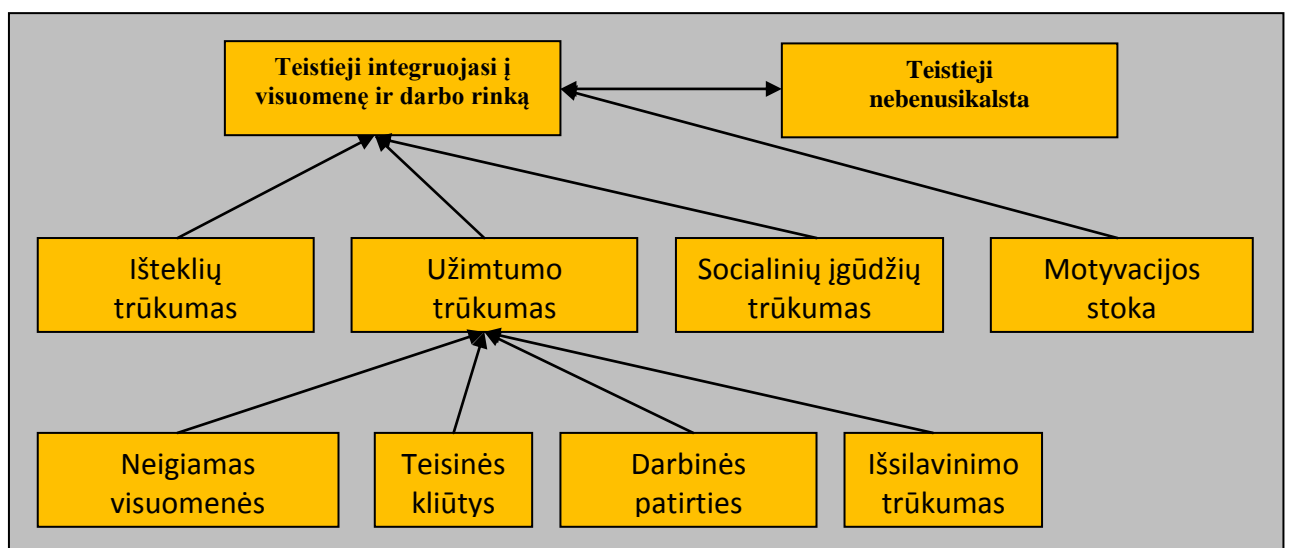 Teistieji integruojasi į
visuomenę ir darbo rinką
Teistieji
nebenusikalsta
Išteklių
trūkumas
Užimtumo
trūkumas
Socialinių įgūdžių
trūkumas
Motyvacijos
stoka
Neigiamas
visuomenės
Teisinės
kliūtys
Darbinės
patirties
Išsilavinimo
trūkumas